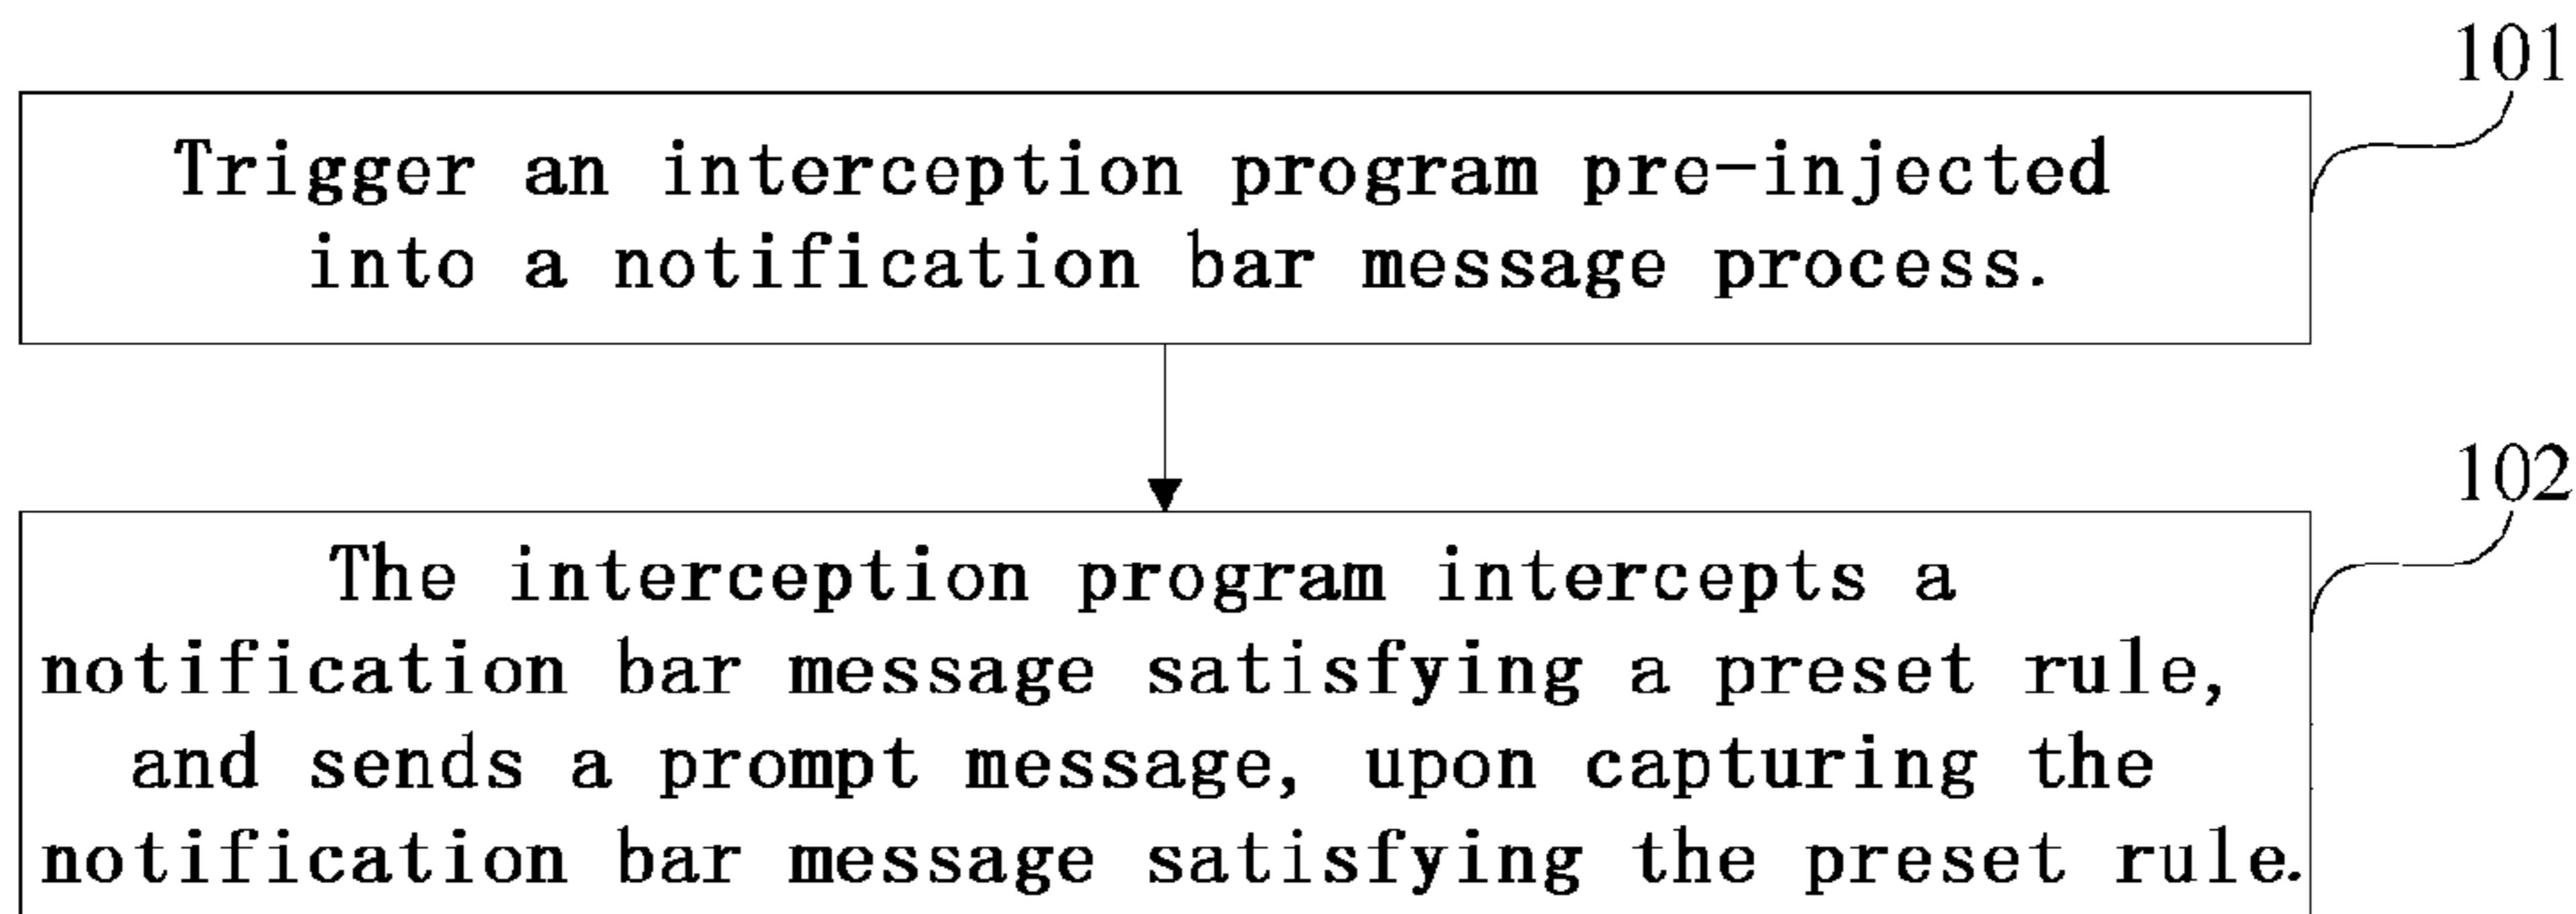 101
Trigger an interception program pre-injected
into a notification bar message process.
102
The interception program intercepts a
notification bar message satisfying a preset rule,
and sends a prompt message, upon capturing the
notification bar message satisfying the preset rule.